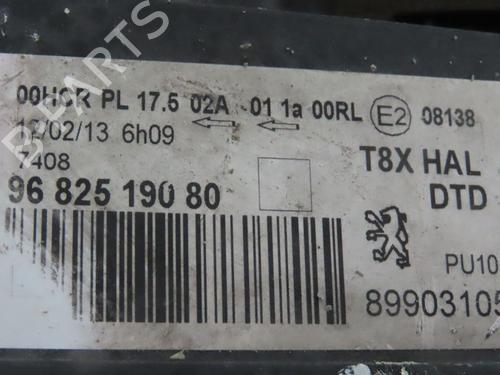 00HCR PL 17.5 02A 01 1a 00RL E2 08138
12/02/13 6h09
7408
96 825 190 80
T8X HAL
DTD
PU10
89903105